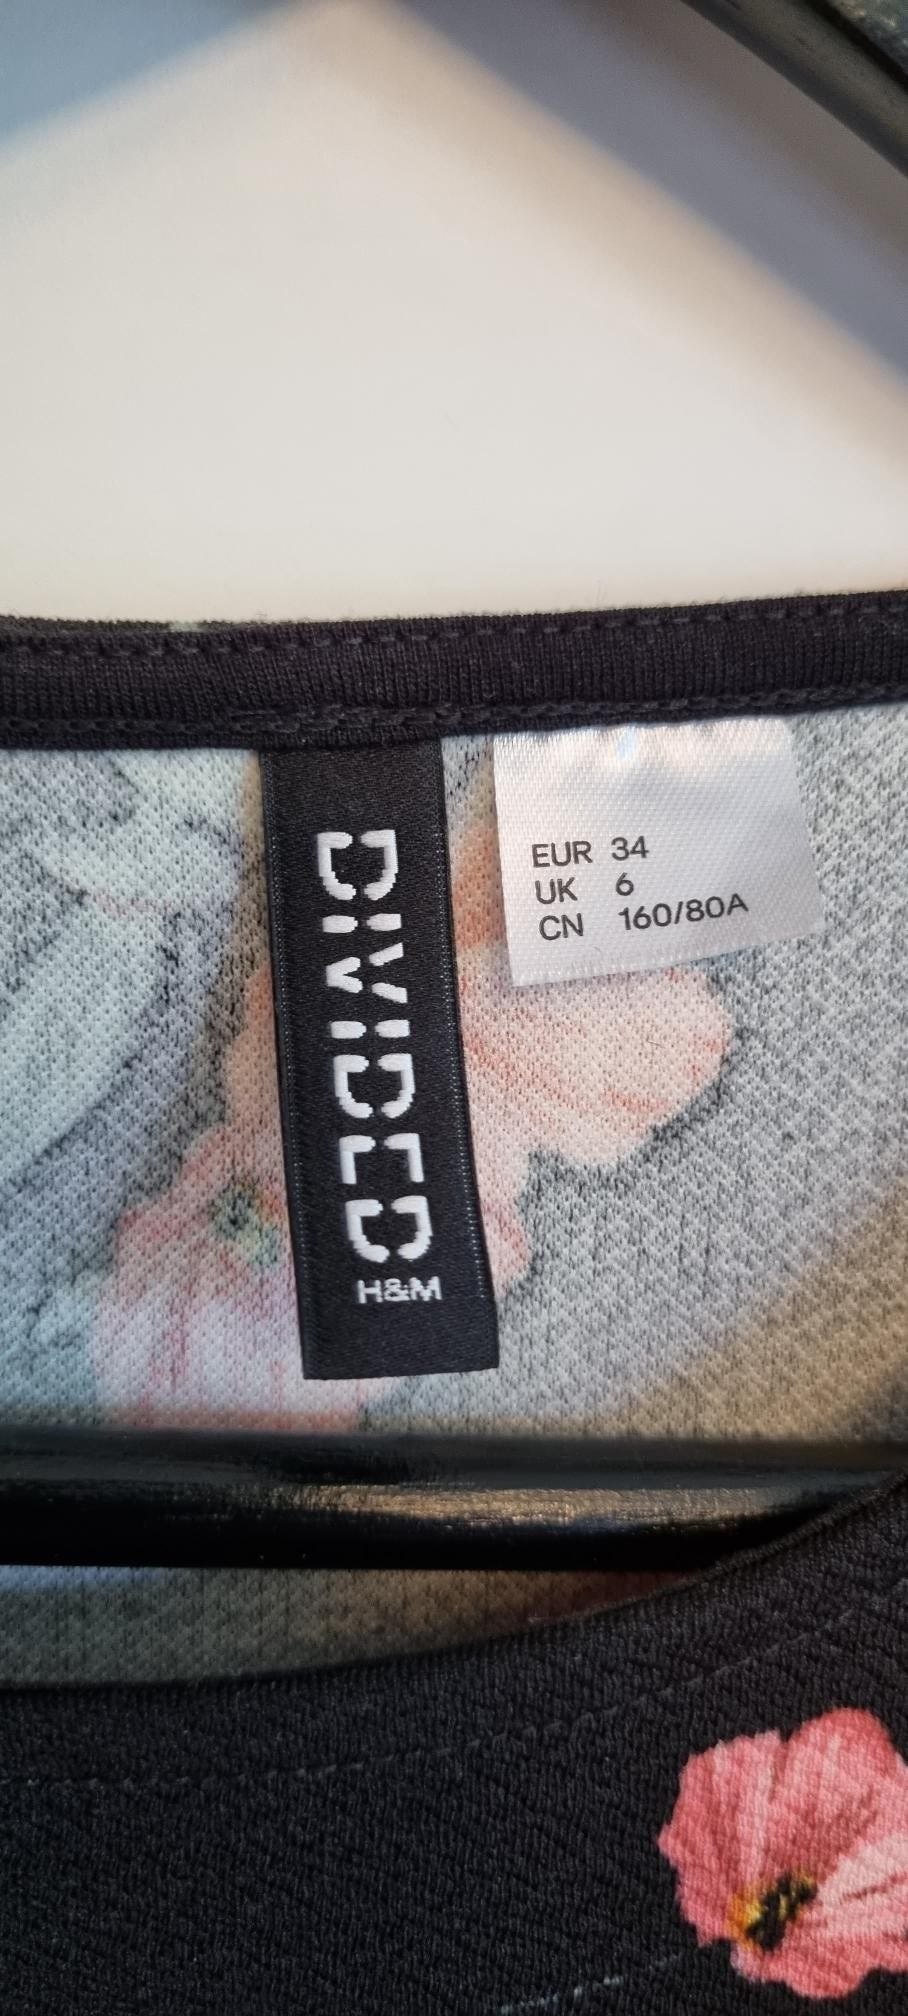 DIVIDED
H&M
EUR 34
UK 6
CN 160/80A